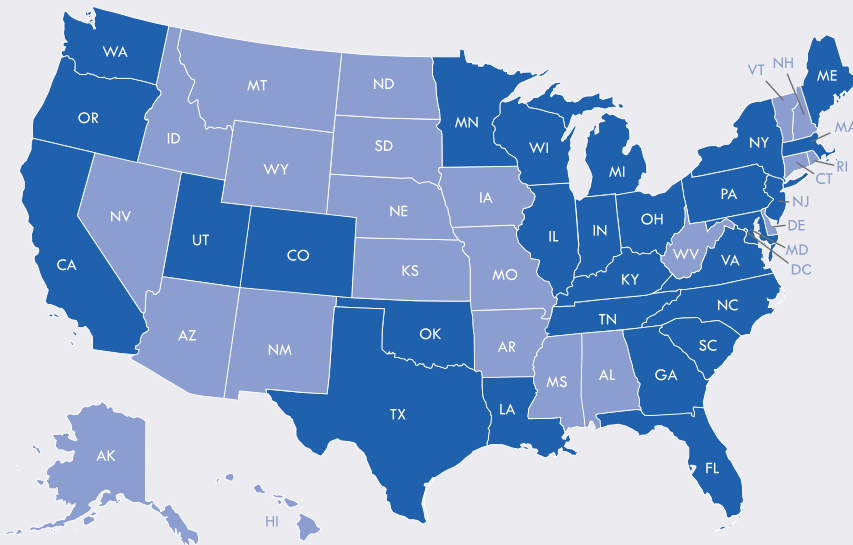 WA
ME
VT
NH
MT
ND
OR
MN
MA
ID
SD
WI
NY
WY
MI
RI
CT
IA
PA
NV
NE
NJ
UT
IL
IN
OH
DE
CO
WV
MD
CA
KS
MO
KY
VA
DC
NC
TN
AZ
NM
OK
AR
SC
MS
AL
GA
TX
LA
AK
FL
HI